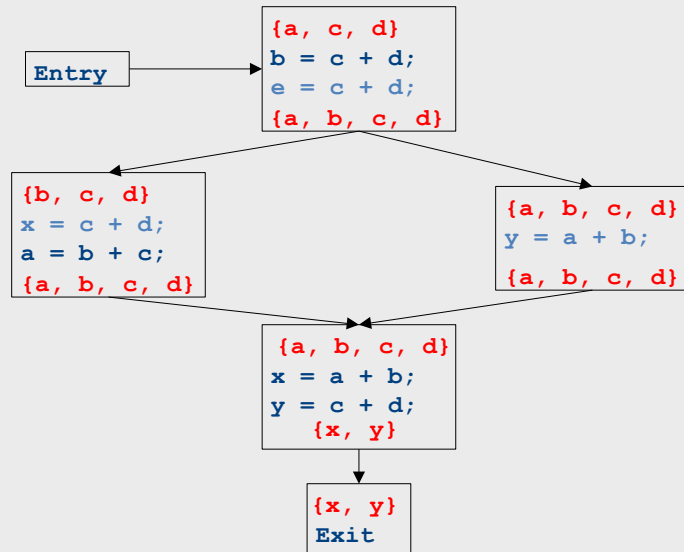 Entry
{a, c, d}
b = c + d;
e = c + d;
{a, b, c, d}
{b, c, d}
x = c + d;
a = b + c;
{a, b, c, d}
{a, b, c, d}
y = a + b;
{a, b, c, d}
{a, b, c, d}
x = a + b;
y = c + d;
{x, y}
{x, y}
Exit